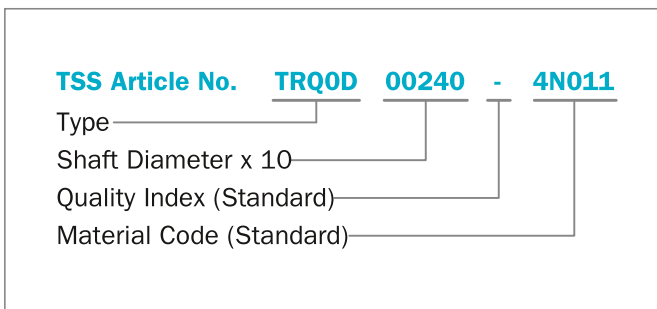 TSS Article No. TRQ0D 00240 - 4N011
Type
Shaft Diameter x 10
Quality Index (Standard)
Material Code (Standard)